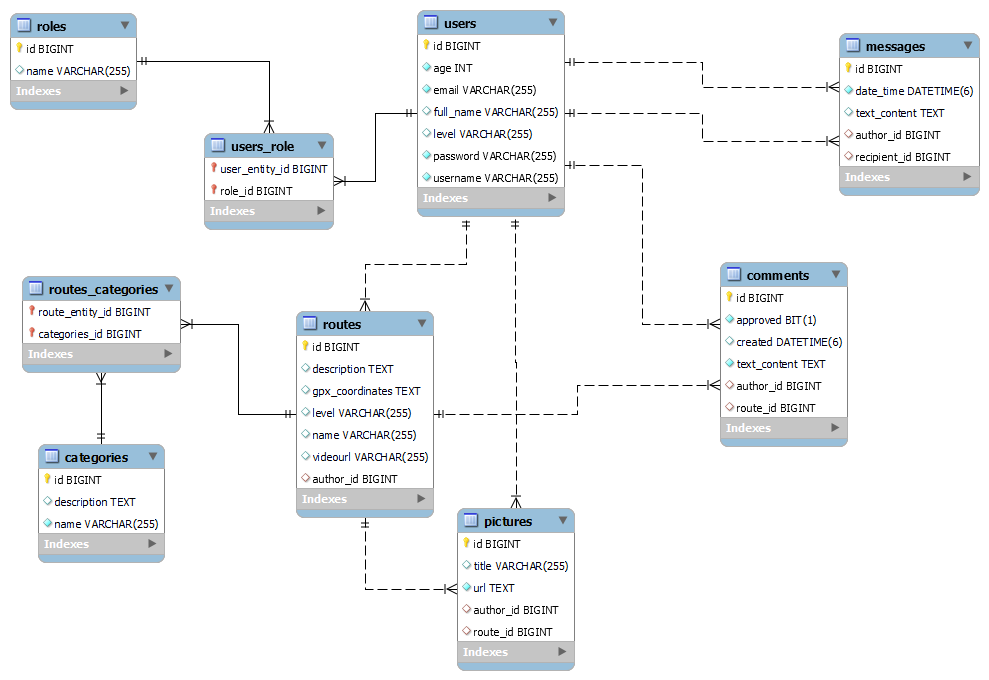 roles
id BIGINT
name VARCHAR(255)
Indexes
users
id BIGINT
age INT
email VARCHAR(255)
full_name VARCHAR(255)
level VARCHAR(255)
password VARCHAR(255)
username VARCHAR(255)
Indexes
messages
id BIGINT
date_time DATETIME(6)
text_content TEXT
author_id BIGINT
recipient_id BIGINT
Indexes
users_role
user_entity_id BIGINT
role_id BIGINT
Indexes
routes_categories
route_entity_id BIGINT
categories_id BIGINT
Indexes
routes
id BIGINT
description TEXT
gpx_coordinates TEXT
level VARCHAR(255)
name VARCHAR(255)
videourl VARCHAR(255)
author_id BIGINT
Indexes
comments
id BIGINT
approved BIT(1)
created DATETIME(6)
text_content TEXT
author_id BIGINT
route_id BIGINT
Indexes
categories
id BIGINT
description TEXT
name VARCHAR(255)
Indexes
pictures
id BIGINT
title VARCHAR(255)
url TEXT
author_id BIGINT
route_id BIGINT
Indexes